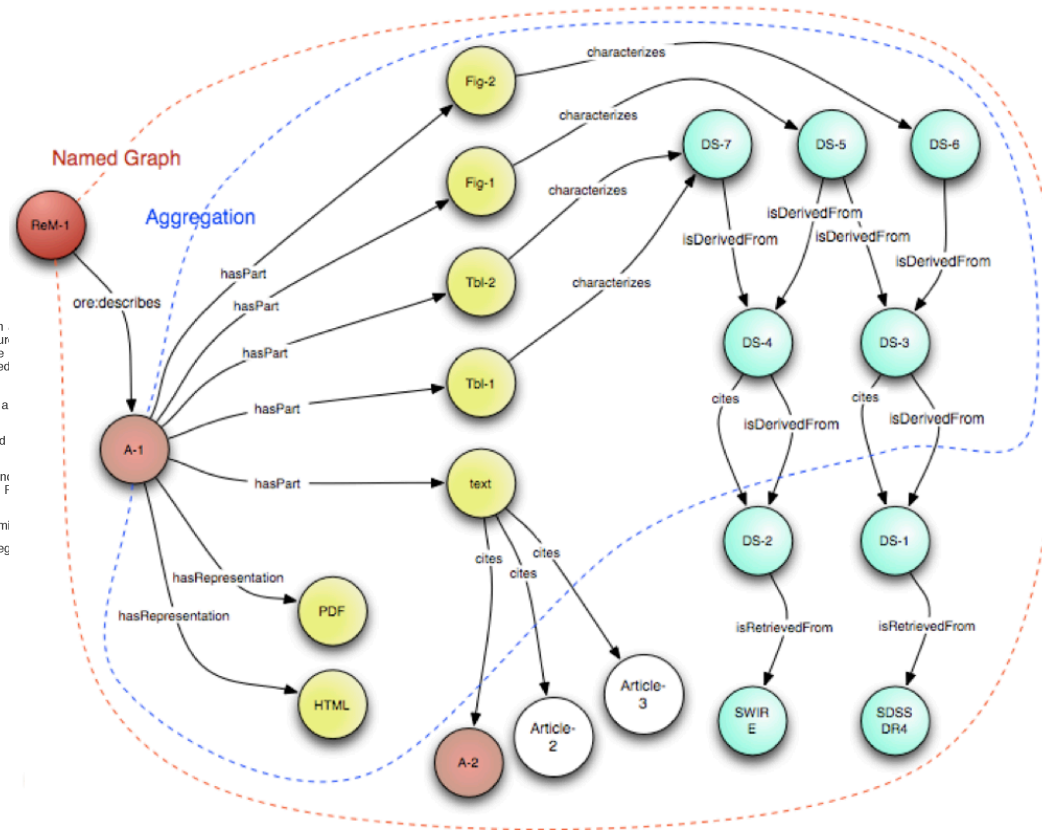 characterizes
Fig-2
characterizes
DS-7
DS-5
DS-6
Named Graph
Fig-1
characterizes
ReM-1
Aggregation
isDerivedFrom
isDerivedFrom
isDerivedFrom
isDerivedFrom
hasPart
Tbl-2
characterizes
ore:describes
hasPart
DS-4
DS-3
hasPart
Tbl-1
cites
cites
hasPart
isDerivedFrom
isDerivedFrom
A-1
hasPart
text
DS-2
DS-1
cites
cites
cites
hasRepresentation
PDF
hasRepresentation
isRetrievedFrom
isRetrievedFrom
HTML
Article-
3
SWIR
E
SDSS
DR4
Article-
2
A-2